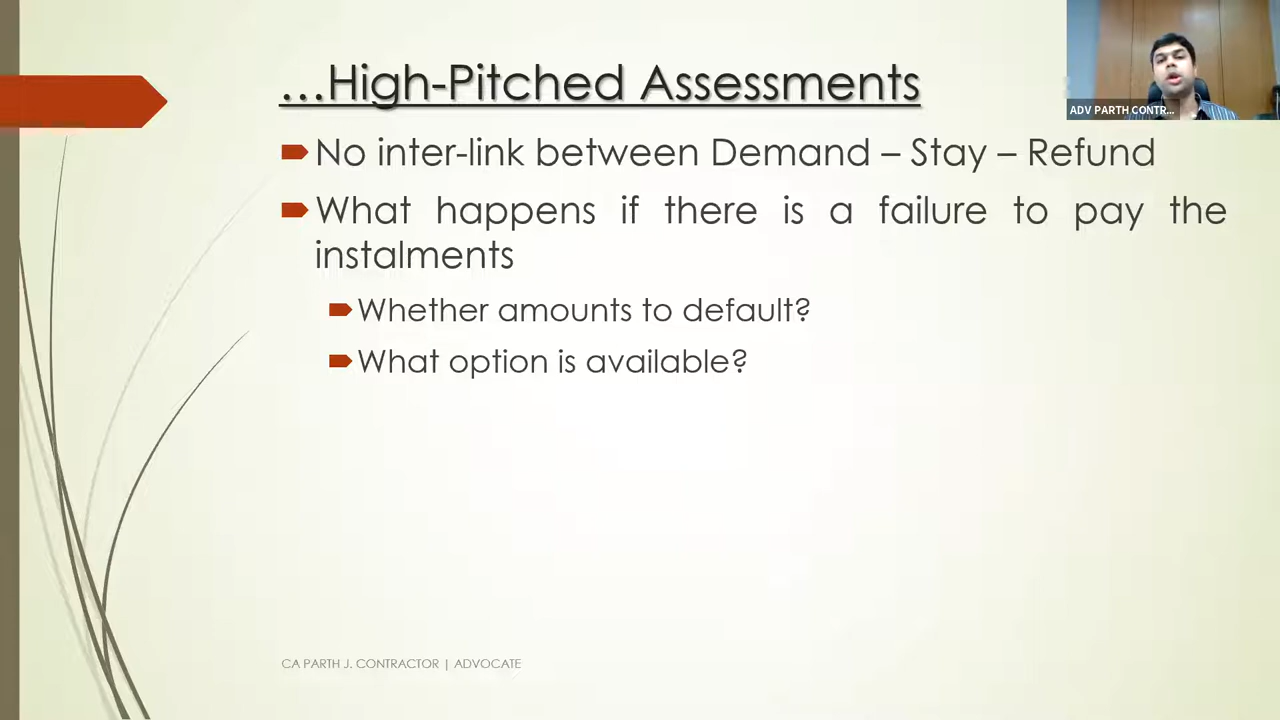 …High-Pitched Assessments
ADV PARTH CONTR...
No inter-link between Demand – Stay – Refund
What happens if there is a failure to pay the
instalments
Whether amounts to default?
What option is available?
CA PARTH J. CONTRACTOR | ADVOCATE